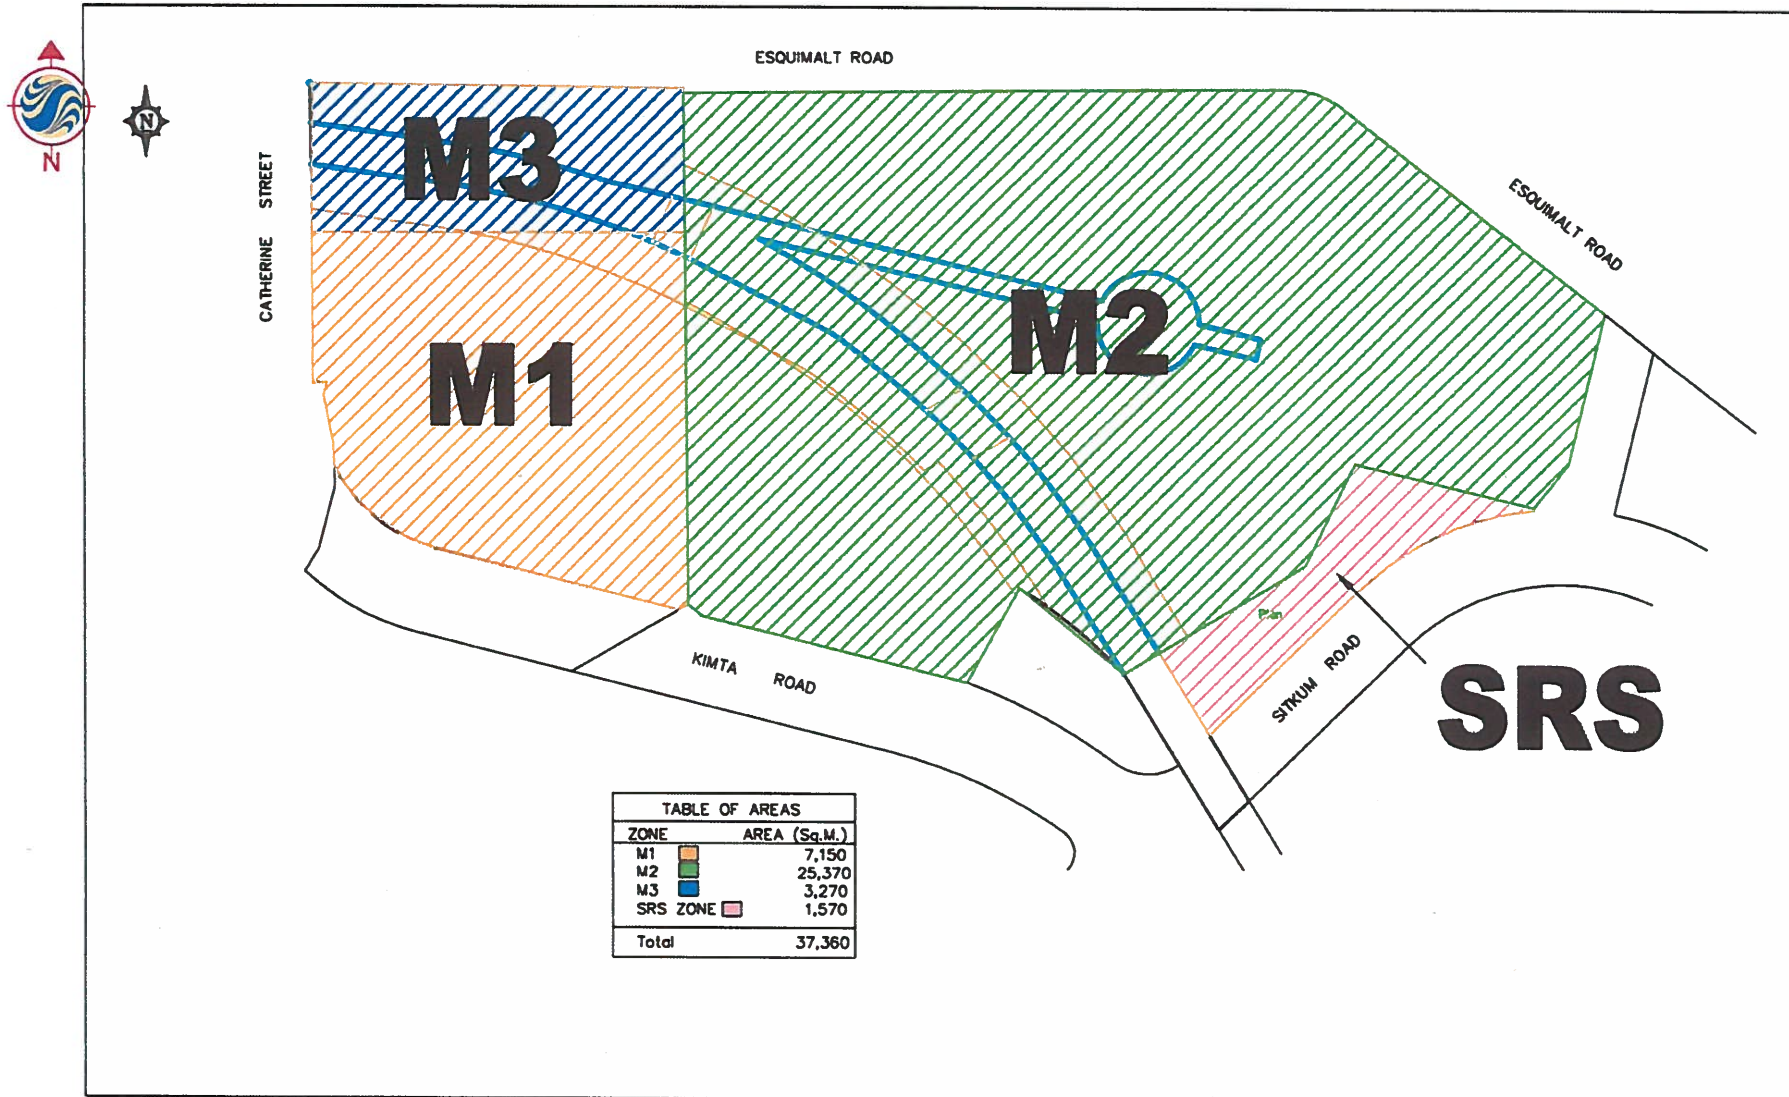 ESQUIMALT ROAD
N
N
CATHERINE STREET
M3
M1
M2
ESQUIMALT ROAD
KIMTA ROAD
SITKUM ROAD
SRS
TABLE OF AREAS
ZONE AREA (Sq.M.)
M1 7,150
M2 25,370
M3 3,270
SRS ZONE 1,570
Total 37,360